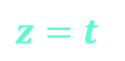 z = t